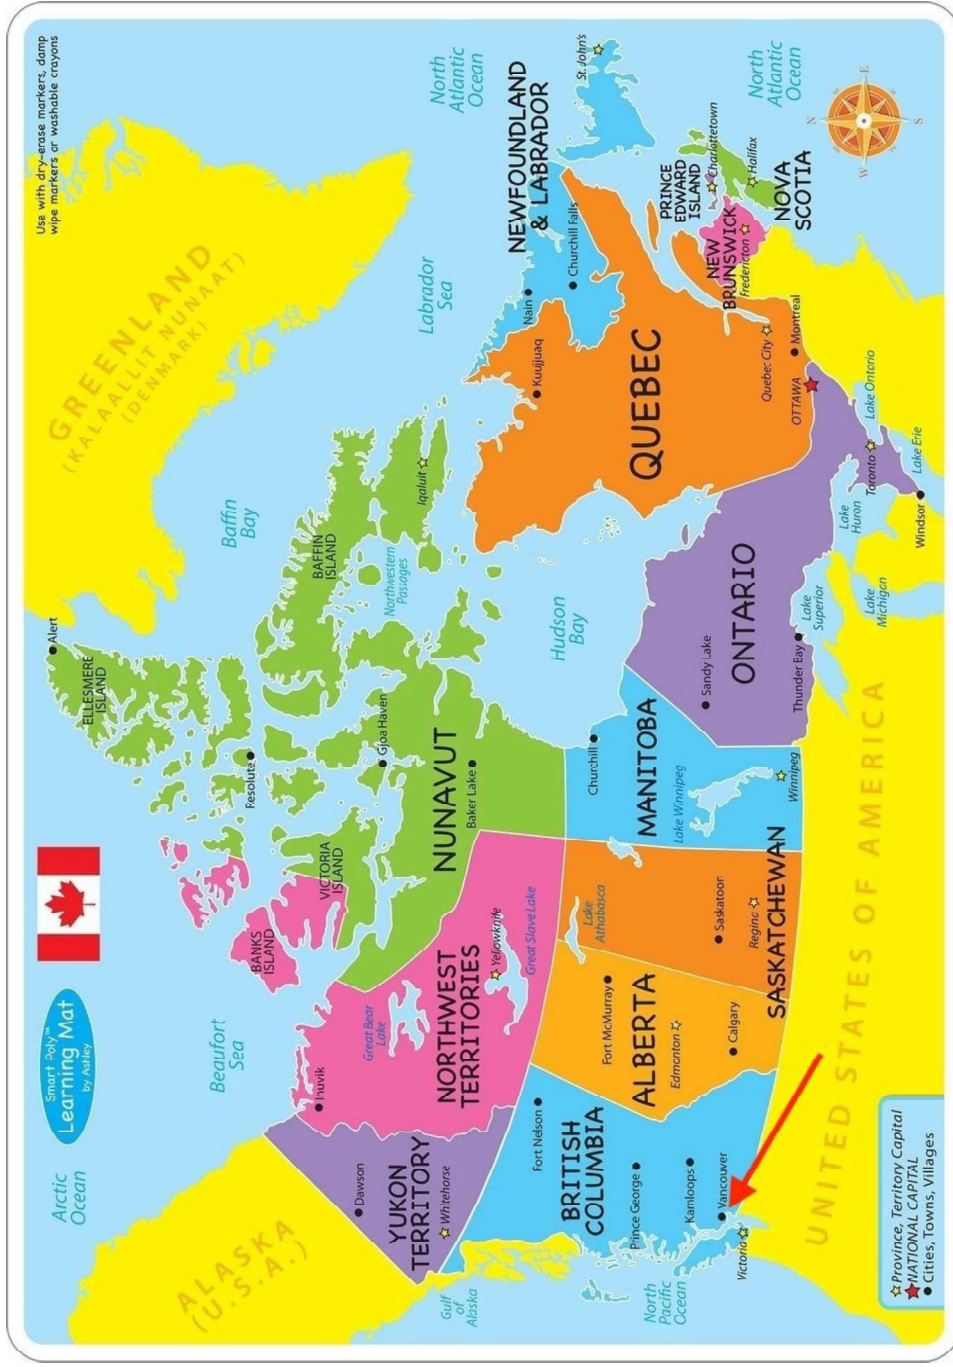 Smart Poly™
Learning Mat
by Ashley
Use with dry-erase markers, damp
wipe markers or washable crayons
Arctic
Ocean
Beaufort
Sea
ALASKA
(U.S.A.)
Gulf
of
Alaska
North
Pacific
Ocean
GREENLAND
(KALAALLIT NUNAAT)
(DENMARK)
Baffin
Bay
Labrador
Sea
North
Atlantic
Ocean
North
Atlantic
Ocean
Hudson
Bay
Northwestern
Pasiages
ELLESMERE
ISLAND
Alert
Resolute
BANKS
ISLAND
VICTORIA
ISLAND
BAFFIN
ISLAND
Iqaluit
Gjoa Haven
NUNAVUT
Baker Lake
Inuvik
Great Bear
Lake
NORTHWEST
TERRITORIES
Yellowknife
Great Slave Lake
Dawson
YUKON
TERRITORY
Whitehorse
Fort Nelson
BRITISH
COLUMBIA
Prince George
Kamloops
Vancouver
Victoria
Fort McMurray
ALBERTA
Edmanton
Calgary
Lake
Athabasca
Saskatoon
Reginc
SASKATCHEWAN
Churchill
MANITOBA
Lake Winnipeg
Winnipeg
Sandy Lake
ONTARIO
Thunder Bay
Lake
Superior
Lake
Michigan
Lake
Huron
Taronto
Lake Ontario
Lake Erie
Windsor
OTTAWA
QUEBEC
Kuujjuaq
Quebec City
Montreal
NEWFOUNDLAND
& LABRADOR
Nain
Churchill Falls
St. John's
PRINCE
EDWARD
ISLAND
Charlottetown
NEW
BRUNSWICK
Fredericton
NOVA
SCOTIA
Halifax
N
E
S
W
UNITED STATES OF AMERICA
Province, Territory Capital
NATIONAL CAPITAL
Cities, Towns, Villages